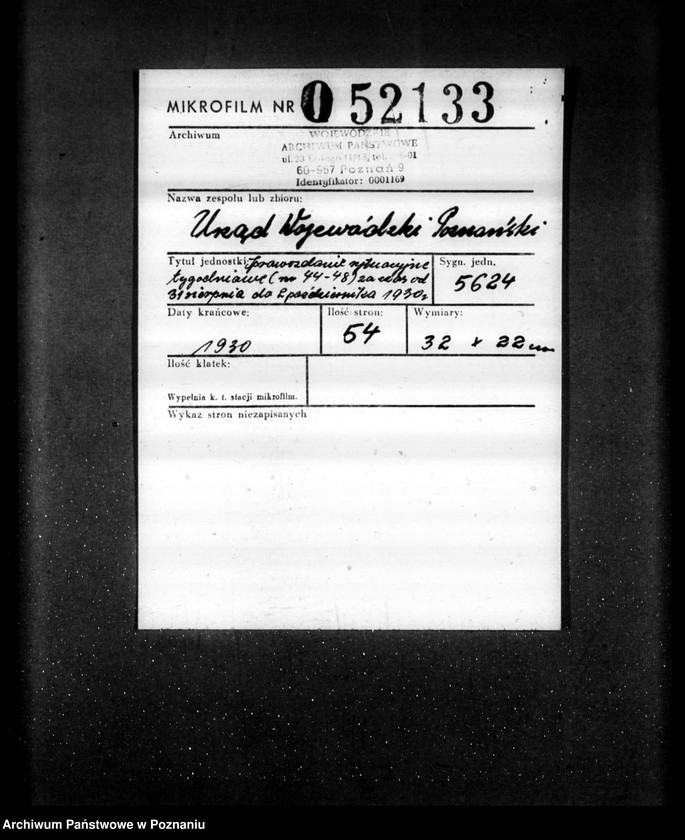 MIKROFILM NR 0 52133
Archiwum
WOJEWÓDZKIE
ARCHIWUM PAŃSTWOWE
60-967 Poznań 9
Identyfikator: 0001169
Nazwa zespołu lub zbioru:
Urząd Wojewódzki Poznański
Tytuł jednostki: Sprawozdanie sytuacyjne
tygodniowe (nr 44-48) za czas od
31 sierpnia do 2 października 1930r
Sygn. jedn.
5624
Daty krańcowe:
1930
Ilość stron:
54
Wymiary:
32 x 22 cm
Ilość klatek:
Wypełnia k. t. stacji mikrofilm.
Wykaz stron niezapisanych
Archiwum Państwowe w Poznaniu